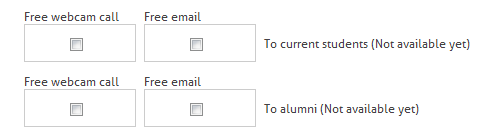 Free webcam call Free email
To current students (Not available yet)
Free webcam call Free email
To alumni (Not available yet)